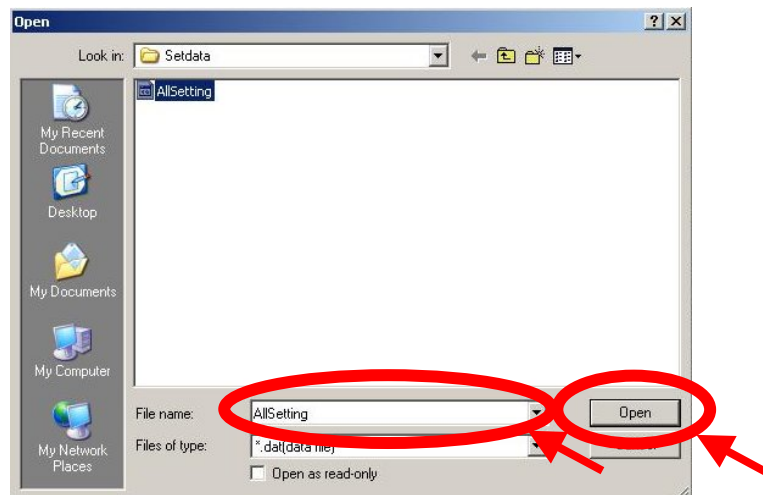 Open
Look in:
Setdata
AllSetting
My Recent
Documents
Desktop
My Documents
My Computer
My Network
Places
File name:
AllSetting
Open
Files of type:
*.dat(data file)
Open as read-only